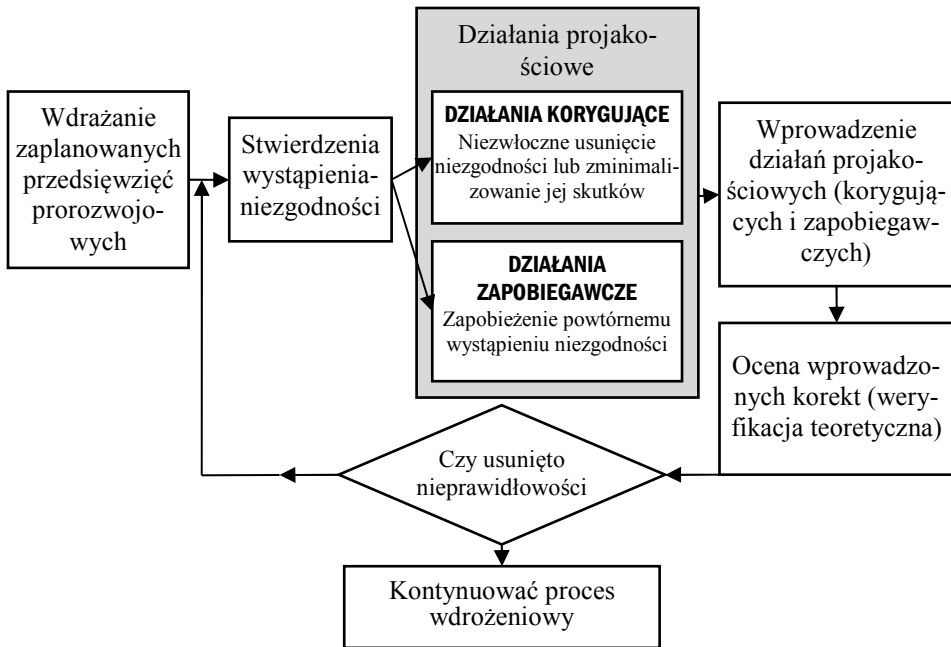 Wdrażanie
zaplanowanych
przedsięwzięć
prorozwojo-
wych
Stwierdzenia
wystąpienia-
niezgodności
Działania projako-
ściowe
DZIAŁANIA KORYGUJĄCE
Niezwłoczne usunięcie
niezgodności lub zminimali-
zowanie jej skutków
DZIAŁANIA
ZAPOBIEGAWCZE
Zapobieżenie powtórnemu
wystąpieniu niezgodności
Wprowadzenie
działań projako-
ściowych (korygują-
cych i zapobiegaw-
czych)
Ocena wprowadzo-
nych korekt (wery-
fikacja teoretyczna)
Czy usunięto
nieprawidłowości
Kontynuować proces
wdrożeniowy